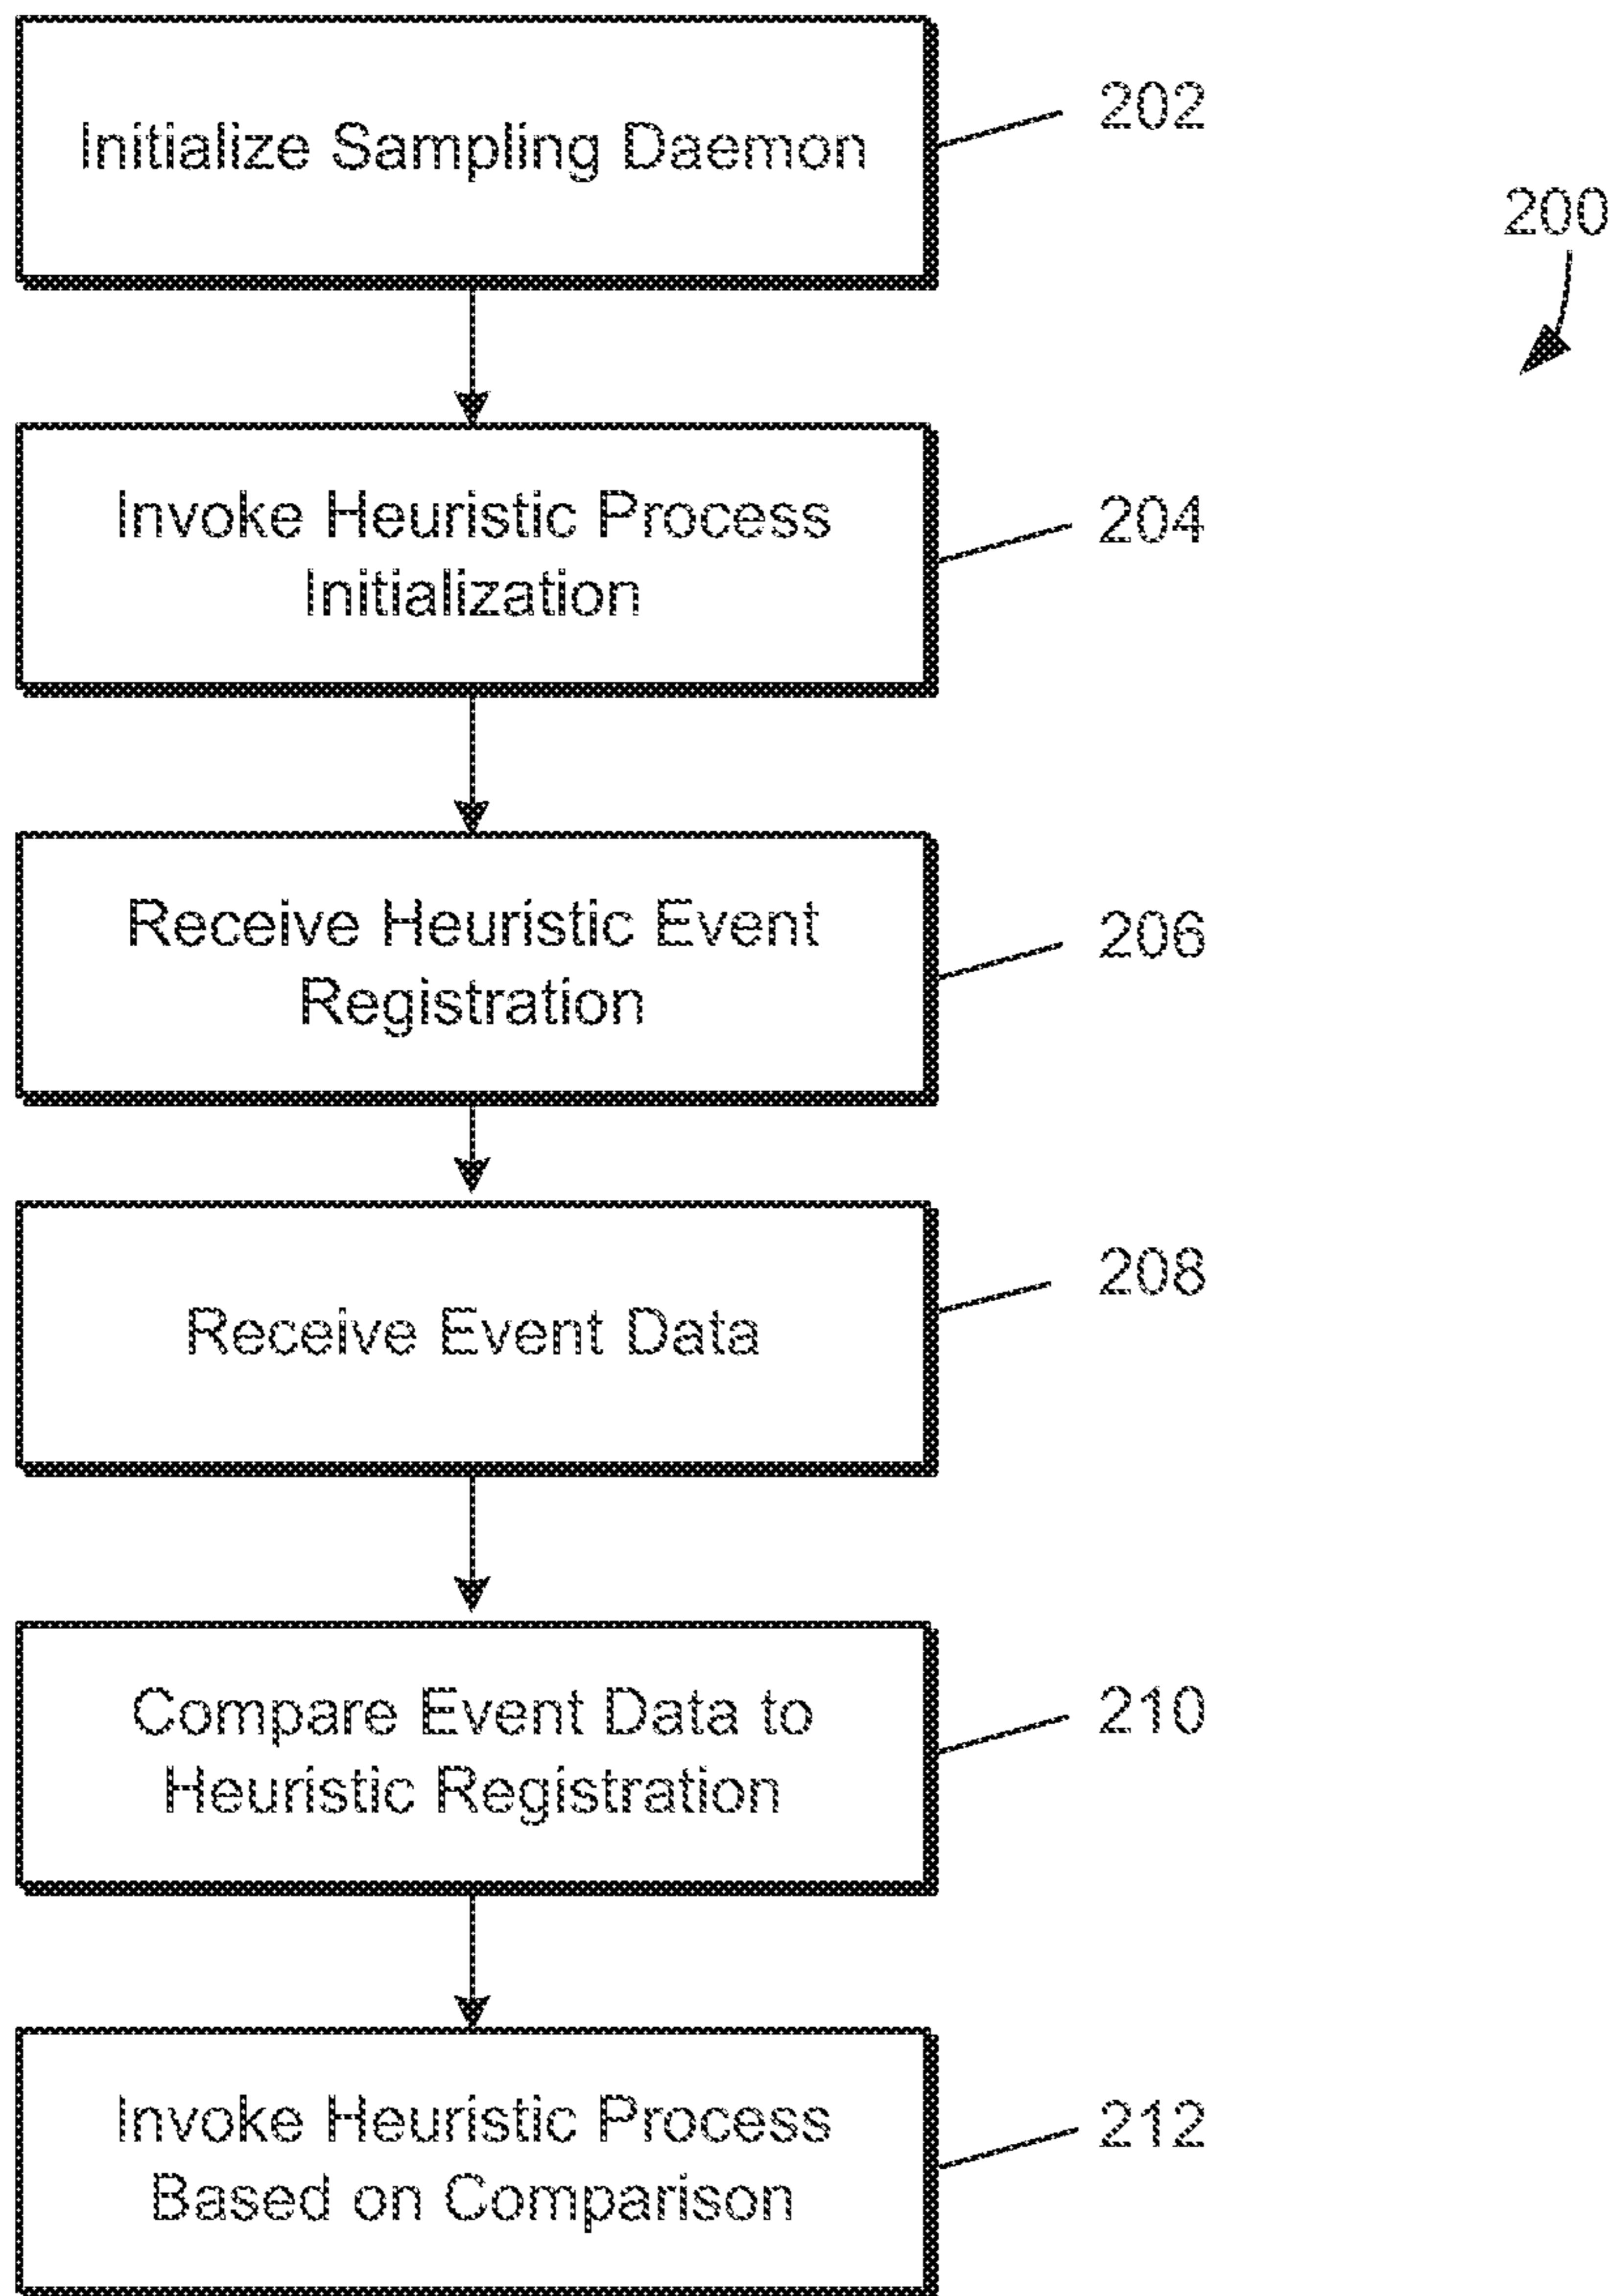 Initialize Sampling Daemon
202
200
Invoke Heuristic Process
Initialization
204
Receive Heuristic Event
Registration
206
Receive Event Data
208
Compare Event Data to
Heuristic Registration
210
Invoke Heuristic Process
Based on Comparison
212